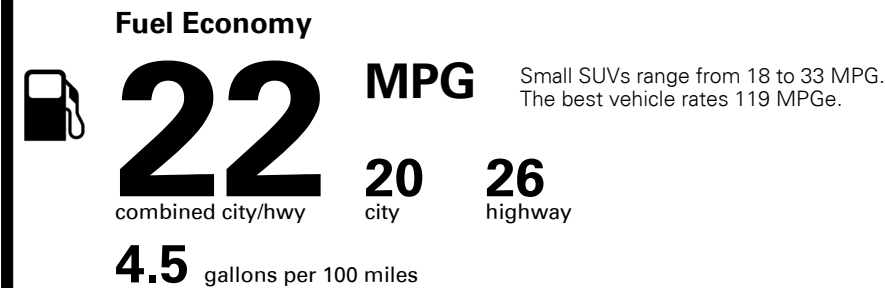 Fuel Economy
22 MPG
Small SUVs range from 18 to 33 MPG.
The best vehicle rates 119 MPGe.
combined city/hwy
20
city
26
highway
4.5 gallons per 100 miles